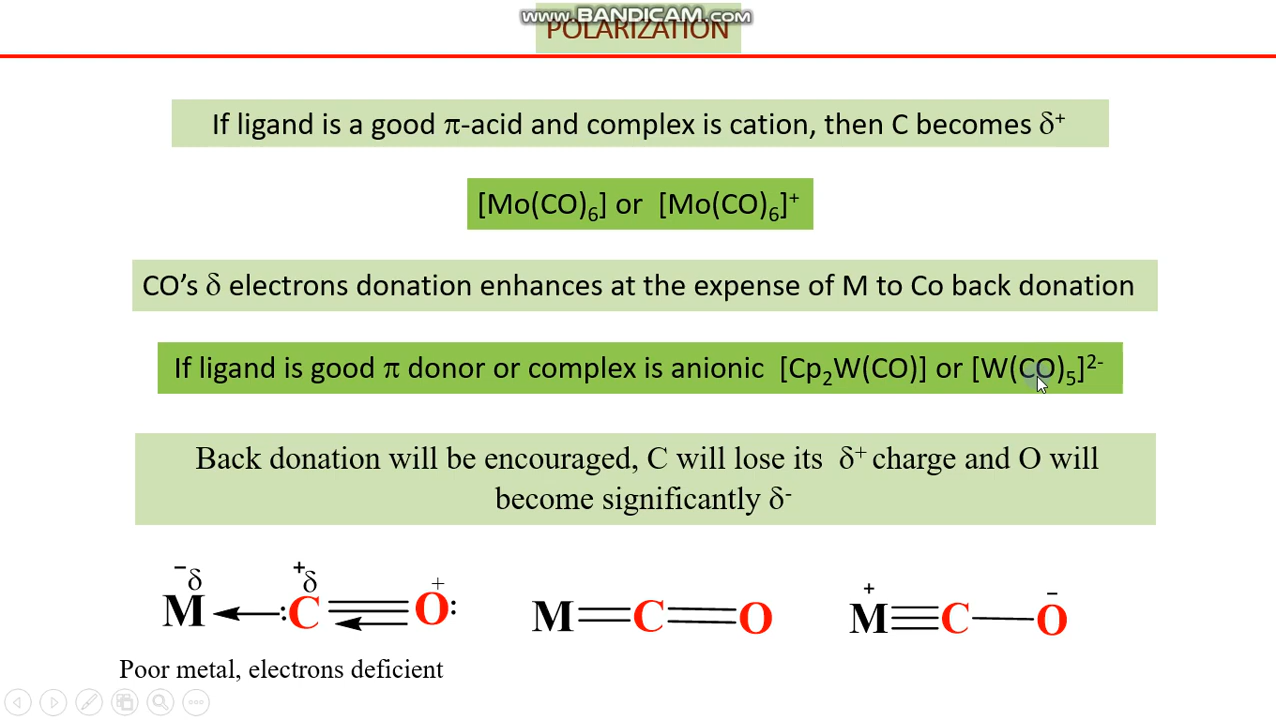 www.BANDICAM.com
POLARIZATION
If ligand is a good π-acid and complex is cation, then C becomes δ⁺
[Mo(CO)₆] or [Mo(CO)₆]⁺
CO’s δ electrons donation enhances at the expense of M to Co back donation
If ligand is good π donor or complex is anionic [Cp₂W(CO)] or [W(CO)₅]²⁻
Back donation will be encouraged, C will lose its δ⁺ charge and O will
become significantly δ⁻
⁻δ ⁺δ +
M :C O:
M C O
+ −
M C O
Poor metal, electrons deficient